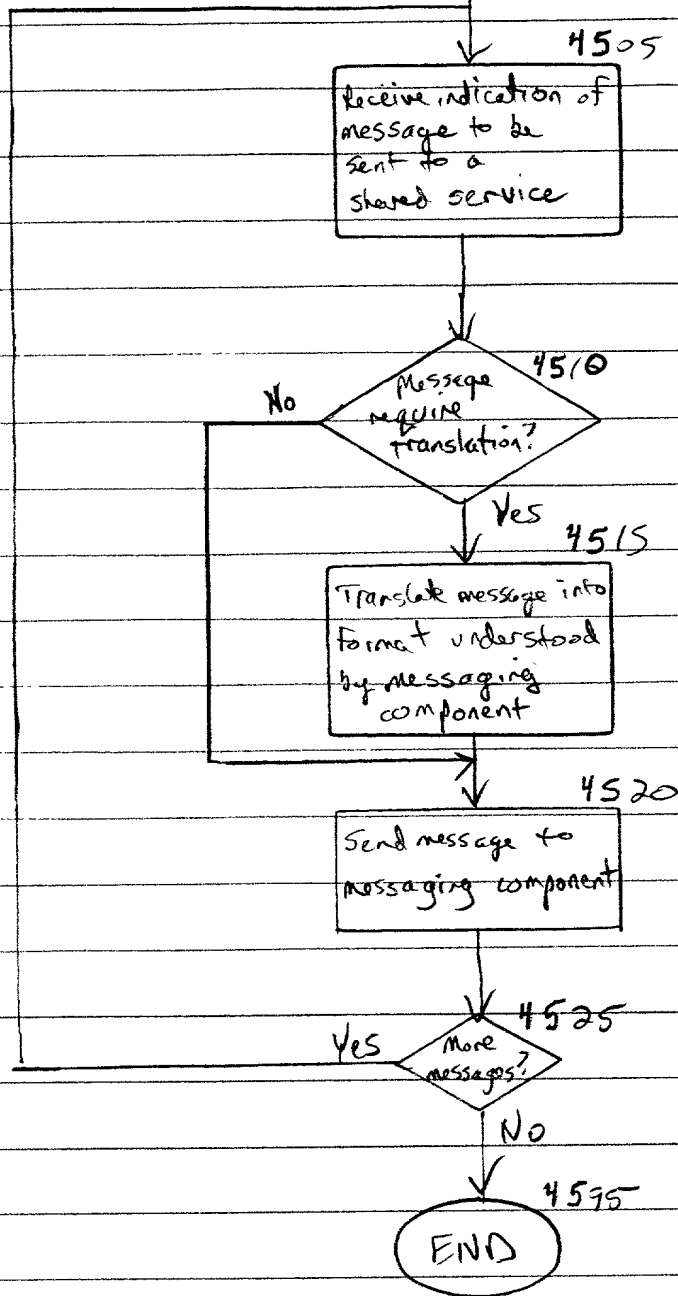 4505
Receive indication of
message to be
sent to a
shared service
4510
Message
require
translation?
No
Yes
4515
Translate message into
format understood
by messaging
component
4520
Send message to
messaging component
4525
More
messages?
Yes
No
4595
END